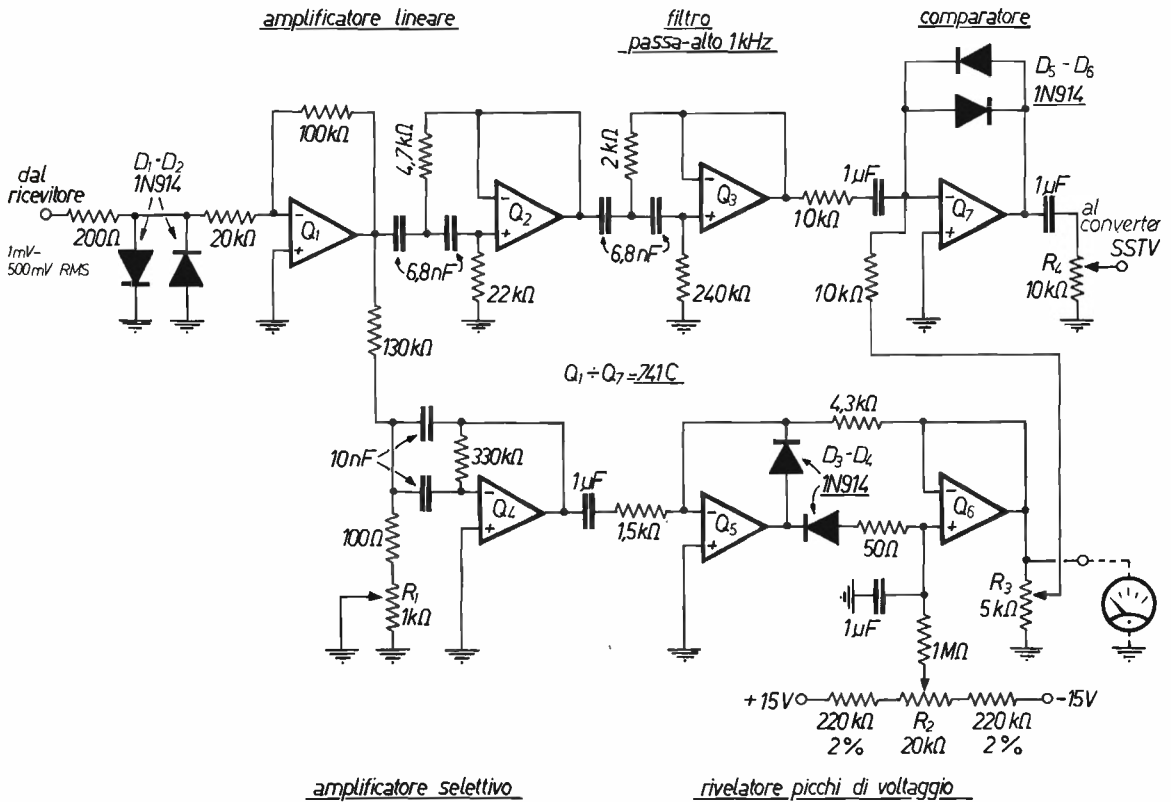 amplificatore lineare
filtro
passa-alto 1kHz
comparatore
D5 - D6
1N914
100kΩ
4,7kΩ
2kΩ
dal
ricevitore
D1-D2
1N914
200Ω
20kΩ
1mV-
500mV RMS
Q1
Q2
Q3
Q7
6,8nF
22kΩ
6,8nF
240kΩ
10kΩ
1µF
10kΩ
1µF
al
converter
SSTV
R4
10kΩ
130kΩ
Q1÷Q7=741C
10nF
330kΩ
Q4
100Ω
R1
1kΩ
1µF
1,5kΩ
4,3kΩ
D3-D4
1N914
Q5
50Ω
Q6
1µF
1MΩ
R3
5kΩ
+15V
220kΩ
2%
R2
20kΩ
220kΩ
2%
-15V
amplificatore selettivo
rivelatore picchi di voltaggio